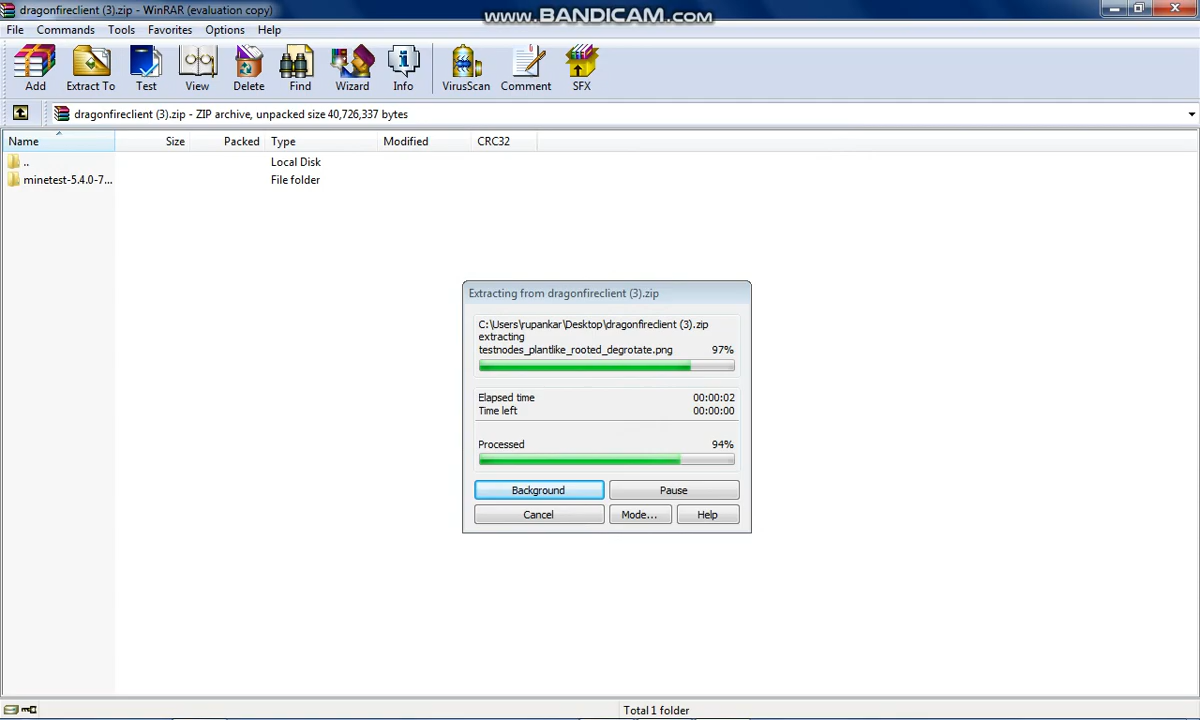 dragonfireclient (3).zip - WinRAR (evaluation copy)
www.BANDICAM.com
File Commands Tools Favorites Options Help
Add Extract To Test View Delete Find Wizard Info VirusScan Comment SFX
dragonfireclient (3).zip - ZIP archive, unpacked size 40,726,337 bytes
Name Size Packed Type Modified CRC32
.. Local Disk
minetest-5.4.0-7... File folder
Extracting from dragonfireclient (3).zip
C:\Users\rupankar\Desktop\dragonfireclient (3).zip
extracting
testnodes_plantlike_rooted_degrotate.png 97%
Elapsed time 00:00:02
Time left 00:00:00
Processed 94%
Background Pause
Cancel Mode... Help
Total 1 folder